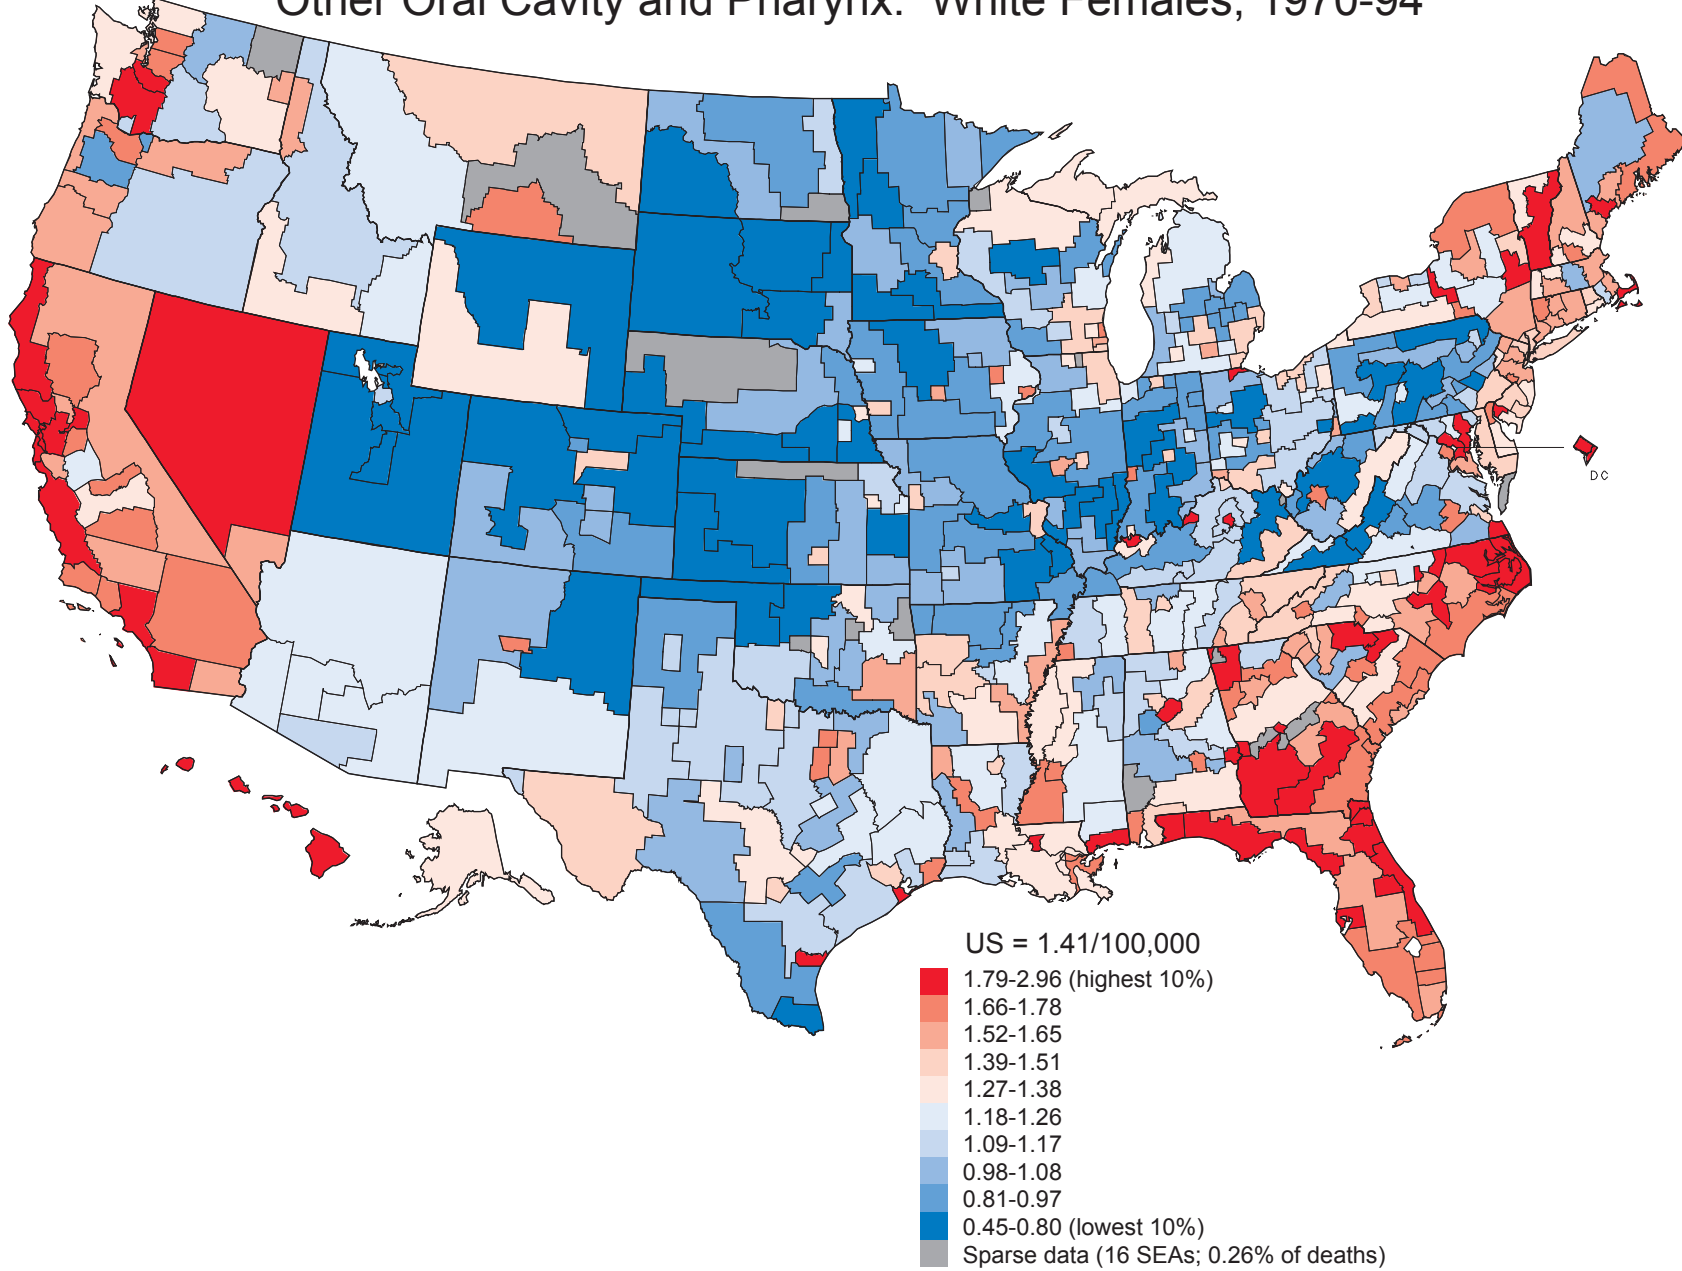 Other Oral Cavity and Pharynx: White Females, 1970-94
DC
US = 1.41/100,000
1.79-2.96 (highest 10%)
1.66-1.78
1.52-1.65
1.39-1.51
1.27-1.38
1.18-1.26
1.09-1.17
0.98-1.08
0.81-0.97
0.45-0.80 (lowest 10%)
Sparse data (16 SEAs; 0.26% of deaths)